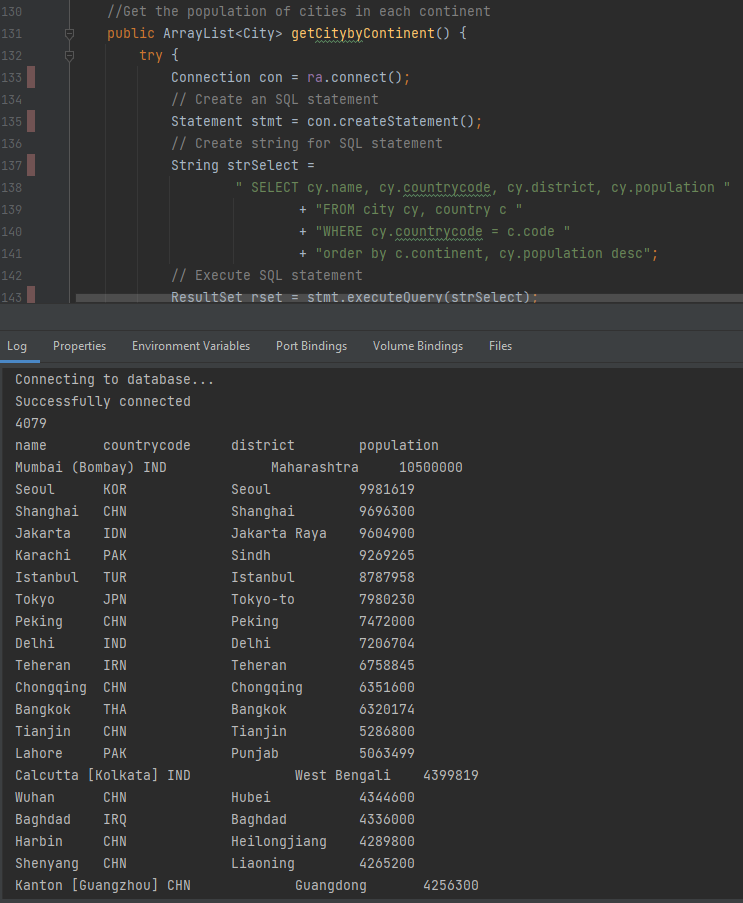 130 //Get the population of cities in each continent
131 public ArrayList<City> getCitybyContinent() {
132 try {
133 Connection con = ra.connect();
134 // Create an SQL statement
135 Statement stmt = con.createStatement();
136 // Create string for SQL statement
137 String strSelect =
138 " SELECT cy.name, cy.countrycode, cy.district, cy.population "
139 + "FROM city cy, country c "
140 + "WHERE cy.countrycode = c.code "
141 + "order by c.continent, cy.population desc";
142 // Execute SQL statement
143 ResultSet rset = stmt.executeQuery(strSelect);
Log Properties Environment Variables Port Bindings Volume Bindings Files
Connecting to database...
Successfully connected
4079
name countrycode district population
Mumbai (Bombay) IND Maharashtra 10500000
Seoul KOR Seoul 9981619
Shanghai CHN Shanghai 9696300
Jakarta IDN Jakarta Raya 9604900
Karachi PAK Sindh 9269265
Istanbul TUR Istanbul 8787958
Tokyo JPN Tokyo-to 7980230
Peking CHN Peking 7472000
Delhi IND Delhi 7206704
Teheran IRN Teheran 6758845
Chongqing CHN Chongqing 6351600
Bangkok THA Bangkok 6320174
Tianjin CHN Tianjin 5286800
Lahore PAK Punjab 5063499
Calcutta [Kolkata] IND West Bengali 4399819
Wuhan CHN Hubei 4344600
Baghdad IRQ Baghdad 4336000
Harbin CHN Heilongjiang 4289800
Shenyang CHN Liaoning 4265200
Kanton [Guangzhou] CHN Guangdong 4256300